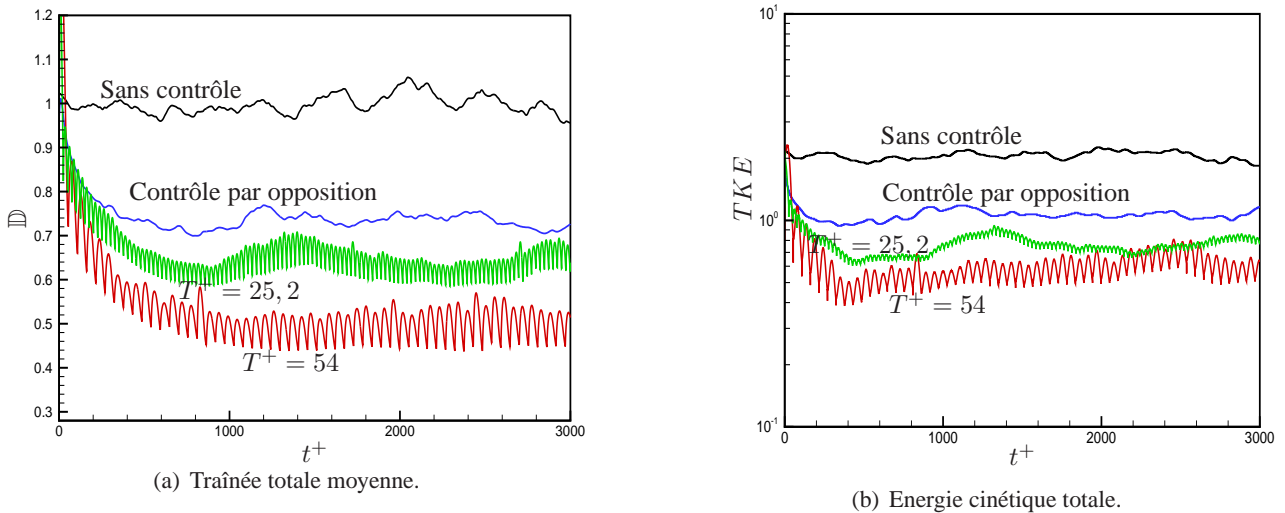 1.2
1.1
1
0.9
0.8
0.7
0.6
0.5
0.4
0.3
𝔻
Sans contrôle
Contrôle par opposition
T⁺ = 25, 2
T⁺ = 54
0
1000
2000
3000
t⁺
(a) Traînée totale moyenne.
10¹
10⁰
10⁻¹
TKE
Sans contrôle
Contrôle par opposition
T⁺ = 25, 2
T⁺ = 54
0
1000
2000
3000
t⁺
(b) Energie cinétique totale.